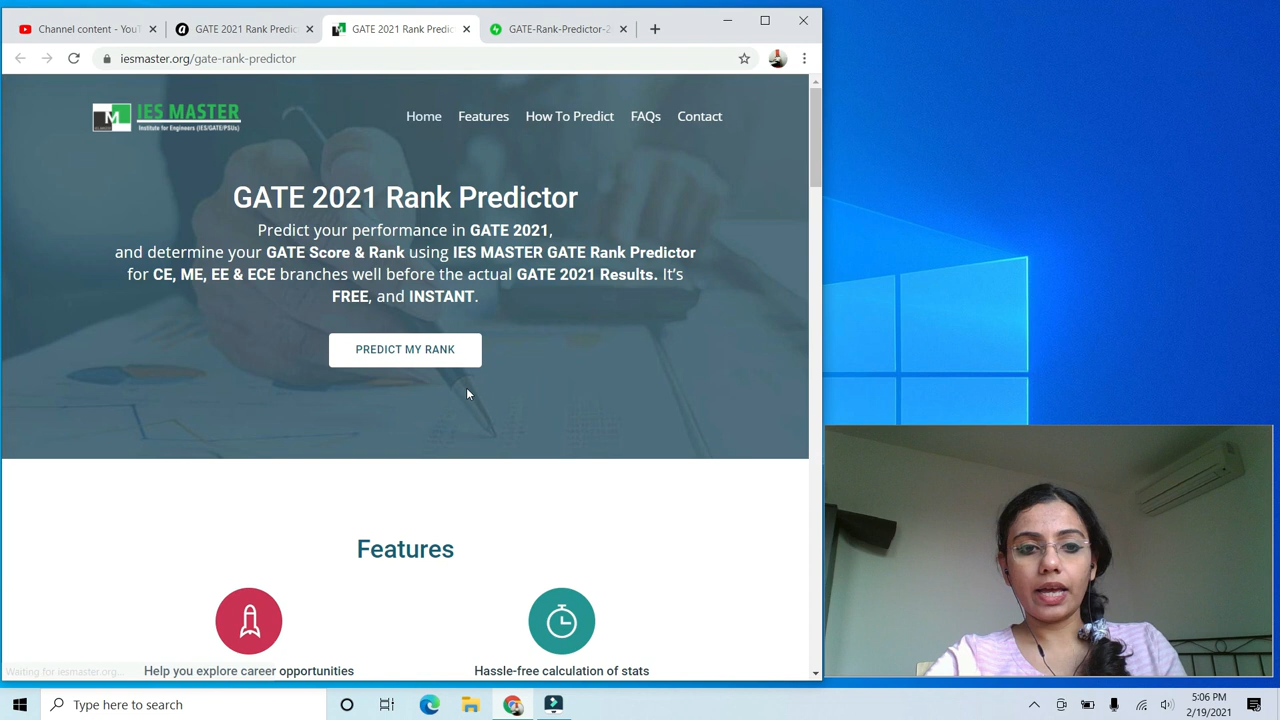 Channel content - YouT
GATE 2021 Rank Predic
GATE 2021 Rank Predic
GATE-Rank-Predictor-2
iesmaster.org/gate-rank-predictor
IES MASTER
Institute for Engineers (IES/GATE/PSUs)
Home Features How To Predict FAQs Contact
GATE 2021 Rank Predictor
Predict your performance in GATE 2021,
and determine your GATE Score & Rank using IES MASTER GATE Rank Predictor
for CE, ME, EE & ECE branches well before the actual GATE 2021 Results. It's
FREE, and INSTANT.
PREDICT MY RANK
Features
Help you explore career opportunities
Hassle-free calculation of stats
Waiting for iesmaster.org...
Type here to search
5:06 PM
2/19/2021